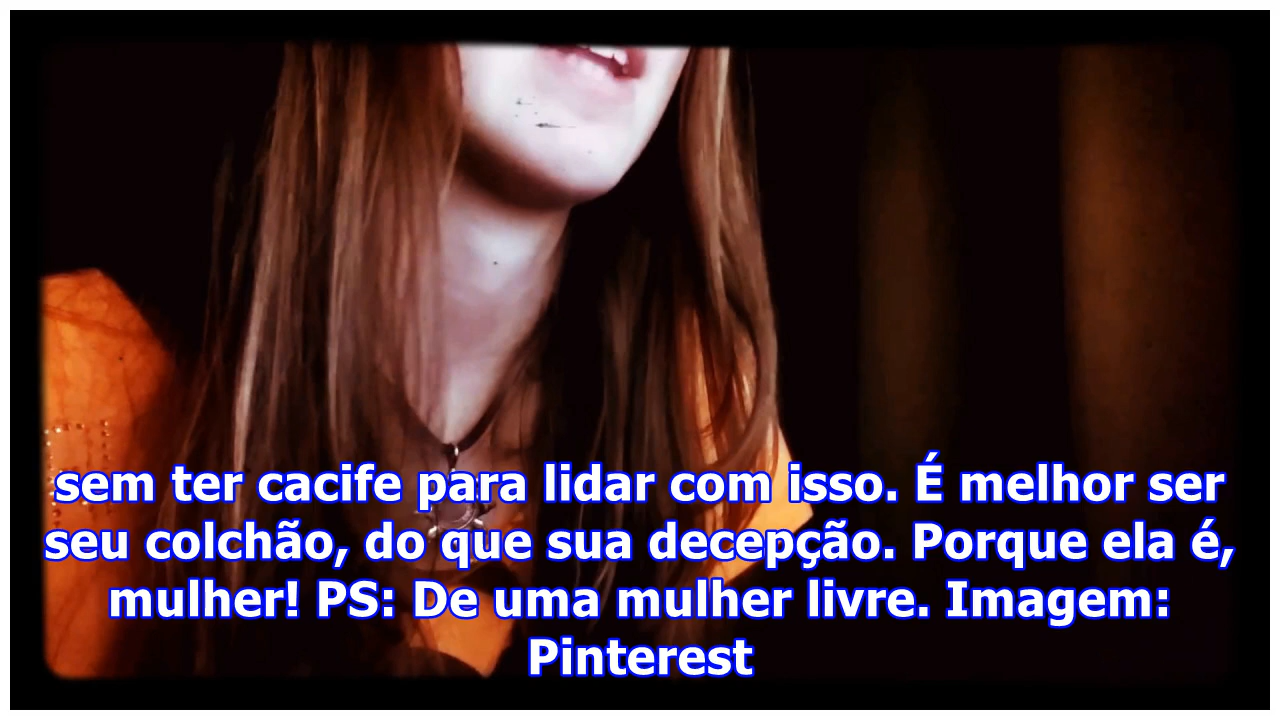 sem ter cacife para lidar com isso. É melhor ser
seu colchão, do que sua decepção. Porque ela é,
mulher! PS: De uma mulher livre. Imagem:
Pinterest